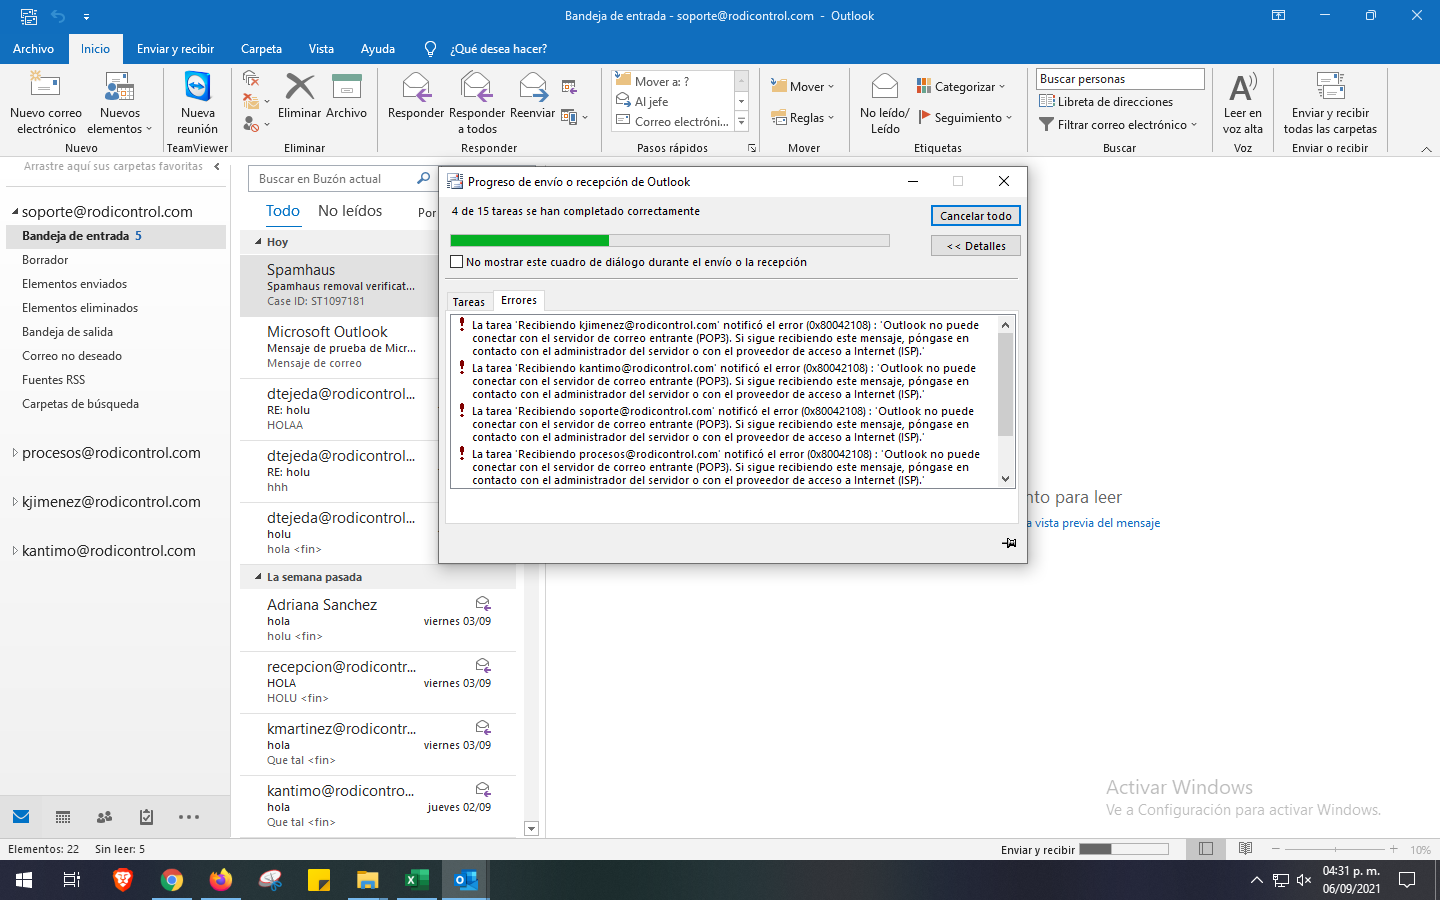 Bandeja de entrada - soporte@rodicontrol.com - Outlook
Archivo
Inicio
Enviar y recibir
Carpeta
Vista
Ayuda
¿Qué desea hacer?
Nuevo correo
electrónico
Nuevos
elementos
Nuevo
Nueva
reunión
TeamViewer
Eliminar
Archivo
Eliminar
Responder
Responder
a todos
Reenviar
Responder
Mover a: ?
Al jefe
Correo electróni...
Pasos rápidos
Mover
Reglas
Mover
No leído/
Leído
Categorizar
Seguimiento
Etiquetas
Buscar personas
Libreta de direcciones
Filtrar correo electrónico
Buscar
Leer en
voz alta
Voz
Enviar y recibir
todas las carpetas
Enviar o recibir
Arrastre aquí sus carpetas favoritas
soporte@rodicontrol.com
Bandeja de entrada 5
Borrador
Elementos enviados
Elementos eliminados
Bandeja de salida
Correo no deseado
Fuentes RSS
Carpetas de búsqueda
procesos@rodicontrol.com
kjimenez@rodicontrol.com
kantimo@rodicontrol.com
Buscar en Buzón actual
Todo
No leídos
Por
Hoy
Spamhaus
Spamhaus removal verificat...
Case ID: ST1097181
Microsoft Outlook
Mensaje de prueba de Micr...
Mensaje de correo
dtejeda@rodicontrol...
RE: holu
HOLAA
dtejeda@rodicontrol...
RE: holu
hhh
dtejeda@rodicontrol...
holu
hola <fin>
La semana pasada
Adriana Sanchez
hola viernes 03/09
holu <fin>
recepcion@rodicontr...
HOLA viernes 03/09
HOLU <fin>
kmartinez@rodicontr...
hola viernes 03/09
Que tal <fin>
kantimo@rodicontro...
hola jueves 02/09
Que tal <fin>
Progreso de envío o recepción de Outlook
4 de 15 tareas se han completado correctamente
Cancelar todo
<< Detalles
No mostrar este cuadro de diálogo durante el envío o la recepción
Tareas
Errores
La tarea 'Recibiendo kjimenez@rodicontrol.com' notificó el error (0x80042108) : 'Outlook no puede
conectar con el servidor de correo entrante (POP3). Si sigue recibiendo este mensaje, póngase en
contacto con el administrador del servidor o con el proveedor de acceso a Internet (ISP).'
La tarea 'Recibiendo kantimo@rodicontrol.com' notificó el error (0x80042108) : 'Outlook no puede
conectar con el servidor de correo entrante (POP3). Si sigue recibiendo este mensaje, póngase en
contacto con el administrador del servidor o con el proveedor de acceso a Internet (ISP).'
La tarea 'Recibiendo soporte@rodicontrol.com' notificó el error (0x80042108) : 'Outlook no puede
conectar con el servidor de correo entrante (POP3). Si sigue recibiendo este mensaje, póngase en
contacto con el administrador del servidor o con el proveedor de acceso a Internet (ISP).'
La tarea 'Recibiendo procesos@rodicontrol.com' notificó el error (0x80042108) : 'Outlook no puede
conectar con el servidor de correo entrante (POP3). Si sigue recibiendo este mensaje, póngase en
contacto con el administrador del servidor o con el proveedor de acceso a Internet (ISP).'
nto para leer
a vista previa del mensaje
Activar Windows
Ve a Configuración para activar Windows.
Elementos: 22
Sin leer: 5
Enviar y recibir
10%
04:31 p. m.
06/09/2021